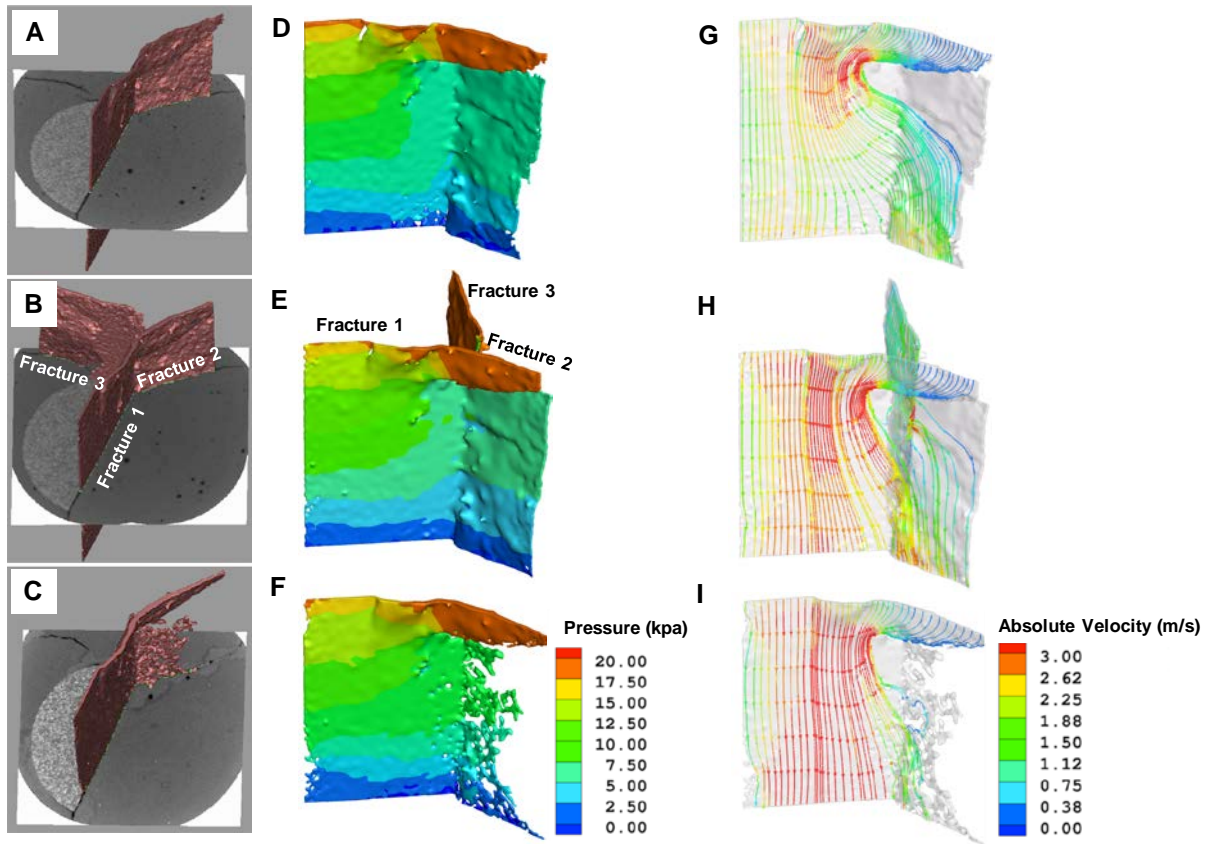 A
D
G
B
Fracture 3
Fracture 2
Fracture 1
E
Fracture 1
Fracture 3
Fracture 2
H
C
F
Pressure (kpa)
20.00
17.50
15.00
12.50
10.00
7.50
5.00
2.50
0.00
I
Absolute Velocity (m/s)
3.00
2.62
2.25
1.88
1.50
1.12
0.75
0.38
0.00